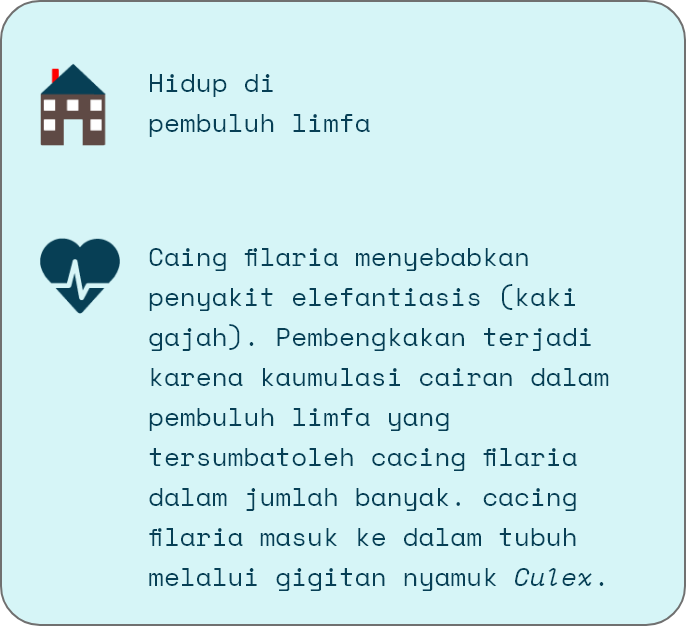 Hidup di
pembuluh limfa
Caing filaria menyebabkan
penyakit elefantiasis (kaki
gajah). Pembengkakan terjadi
karena kaumulasi cairan dalam
pembuluh limfa yang
tersumbatoleh cacing filaria
dalam jumlah banyak. cacing
filaria masuk ke dalam tubuh
melalui gigitan nyamuk Culex.